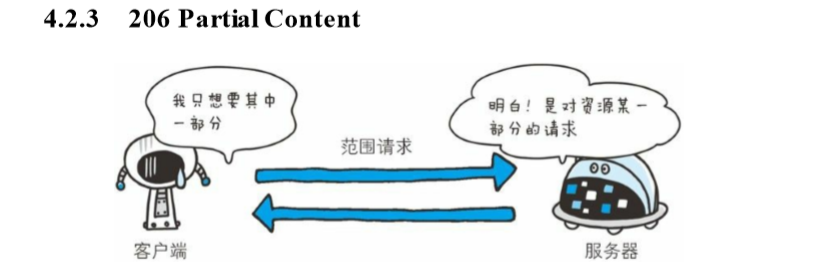 4.2.3 206 Partial Content
我只想要其中
一部分
明白！是对资源某一
部分的请求
范围请求
客户端
服务器